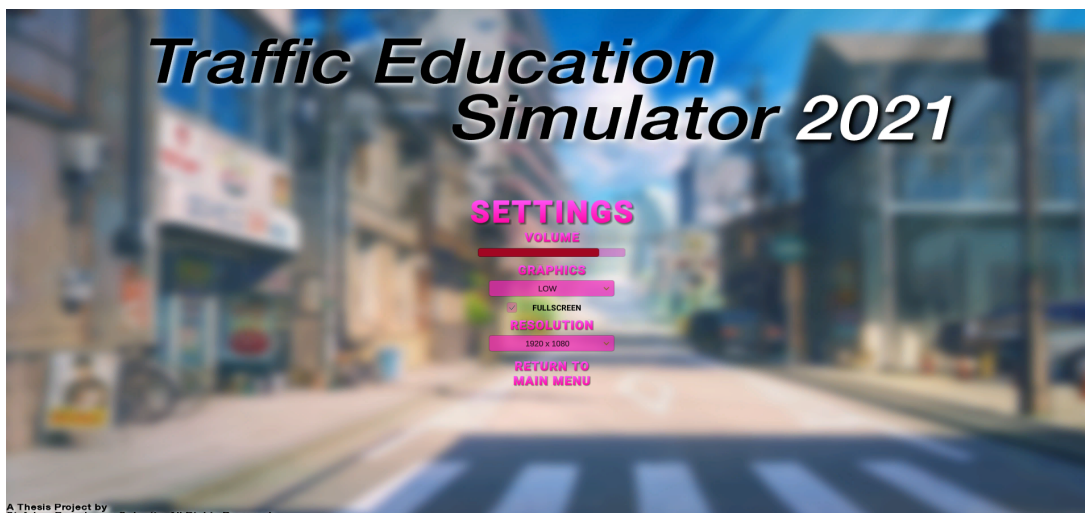 Traffic Education
Simulator 2021
SETTINGS
VOLUME
GRAPHICS
LOW
FULLSCREEN
RESOLUTION
1920 x 1080
RETURN TO
MAIN MENU
A Thesis Project by